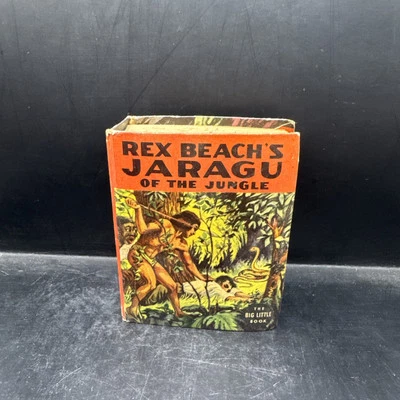 REX BEACH'S
JARAGU
OF THE JUNGLE
THE
BIG LITTLE
BOOK